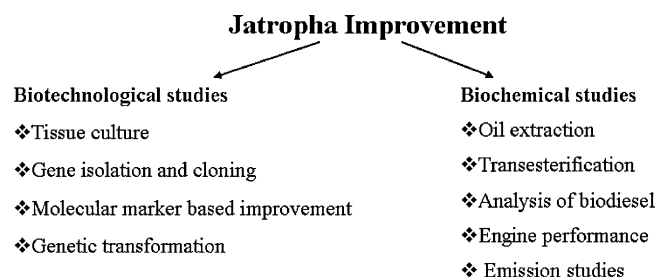 Jatropha Improvement
Biotechnological studies
❖Tissue culture
❖Gene isolation and cloning
❖Molecular marker based improvement
❖Genetic transformation
Biochemical studies
❖Oil extraction
❖Transesterification
❖Analysis of biodiesel
❖Engine performance
❖ Emission studies